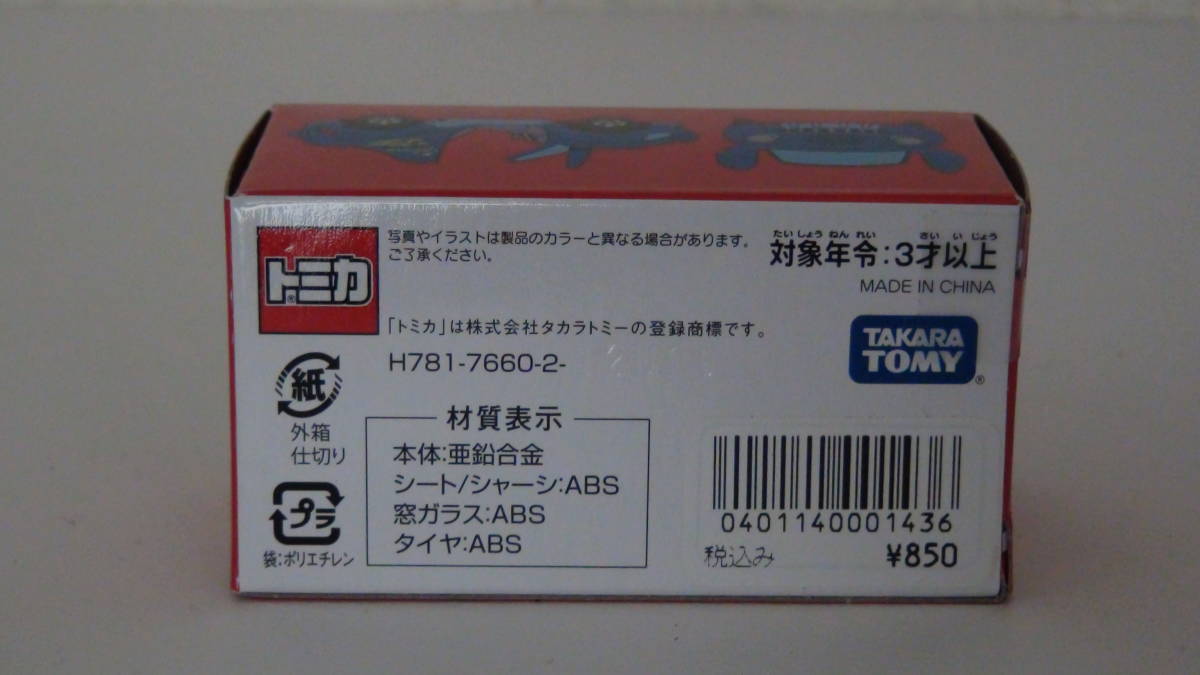 トミカ®
写真やイラストは製品のカラーと異なる場合があります。
ご了承ください。
たいしょうねんれい さいいじょう
対象年令:3才以上
MADE IN CHINA
「トミカ」は株式会社タカラトミーの登録商標です。
H781-7660-2-
TAKARA
TOMY®
紙
外箱
仕切り
プラ
袋:ポリエチレン
材質表示
本体:亜鉛合金
シート/シャーシ:ABS
窓ガラス:ABS
タイヤ:ABS
0401140001436
税込み ¥850